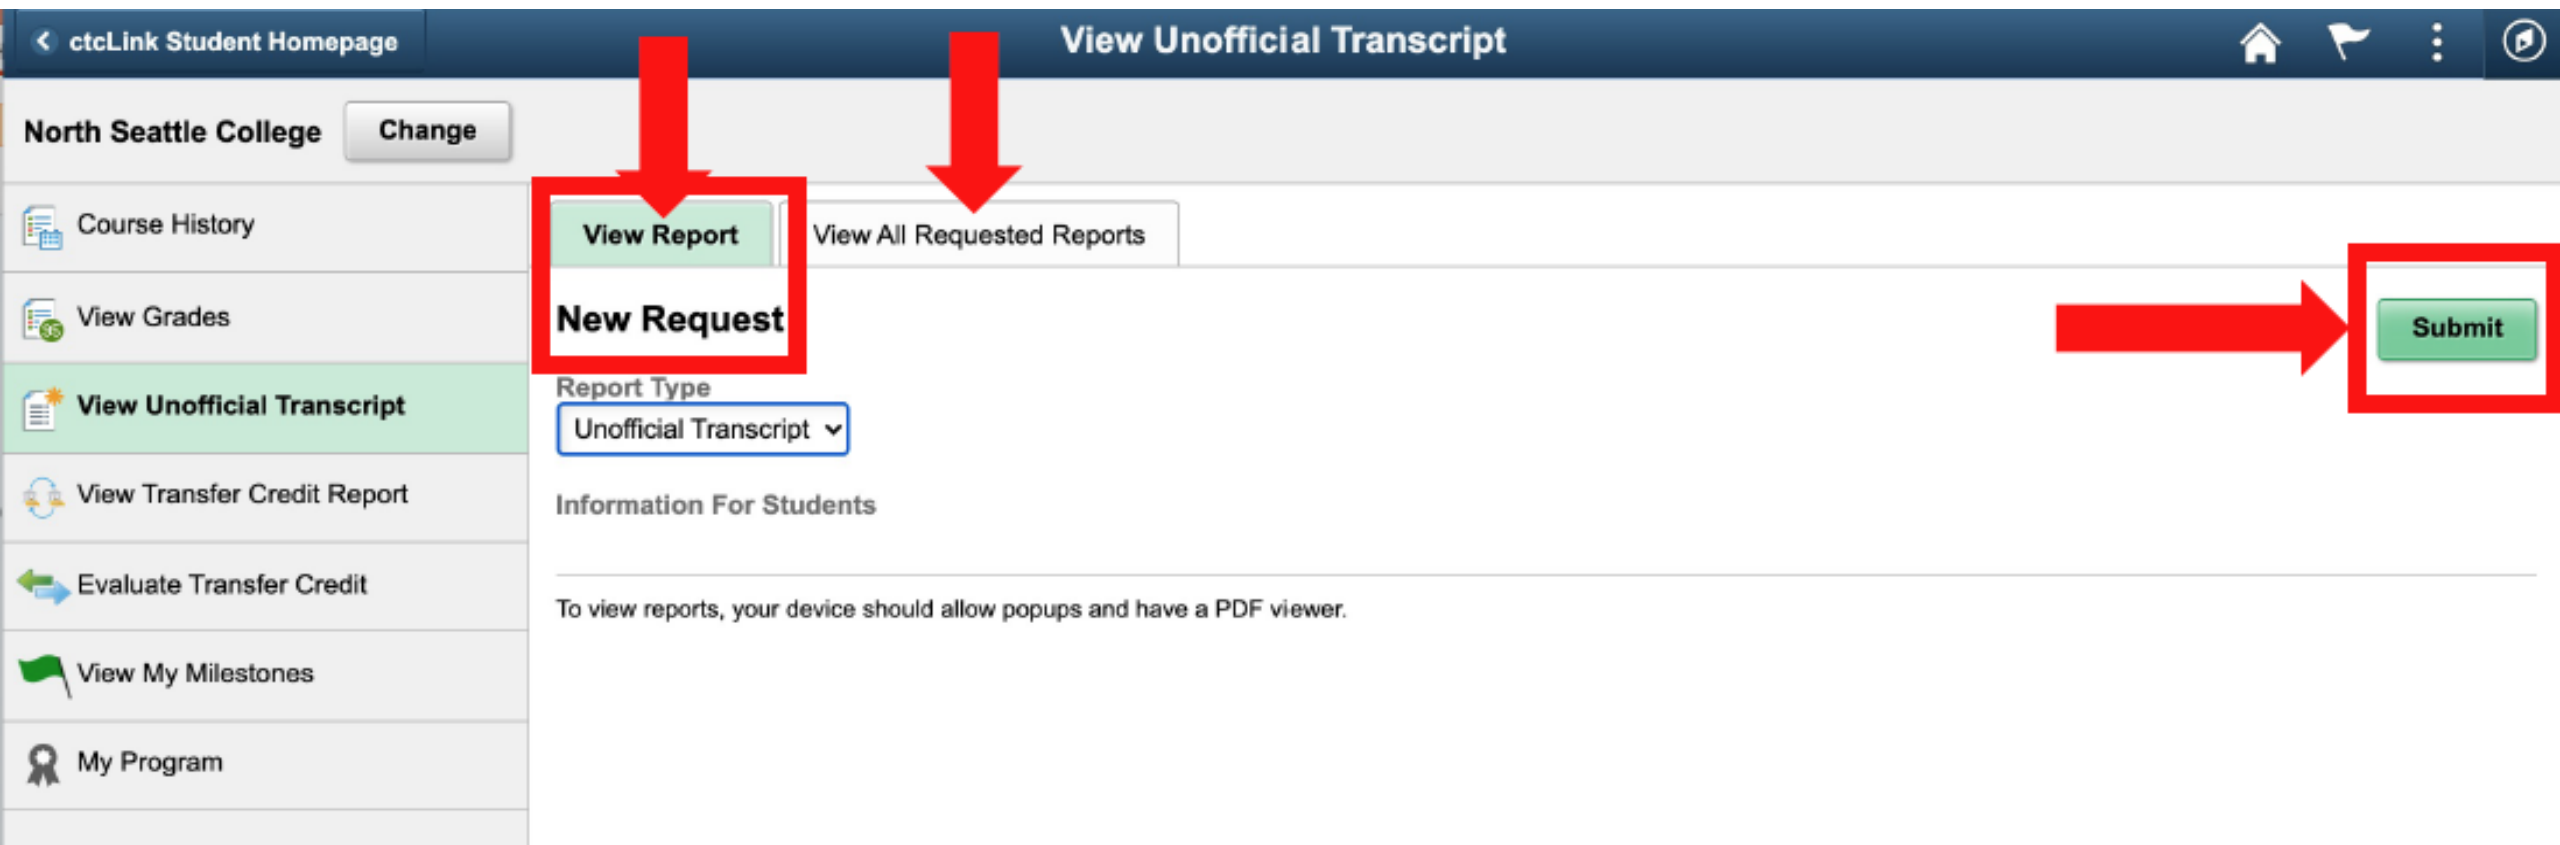 ctcLink Student Homepage
View Unofficial Transcript
North Seattle College
Change
Course History
View Grades
View Unofficial Transcript
View Transfer Credit Report
Evaluate Transfer Credit
View My Milestones
My Program
View Report
View All Requested Reports
New Request
Submit
Report Type
Unofficial Transcript
Information For Students
To view reports, your device should allow popups and have a PDF viewer.